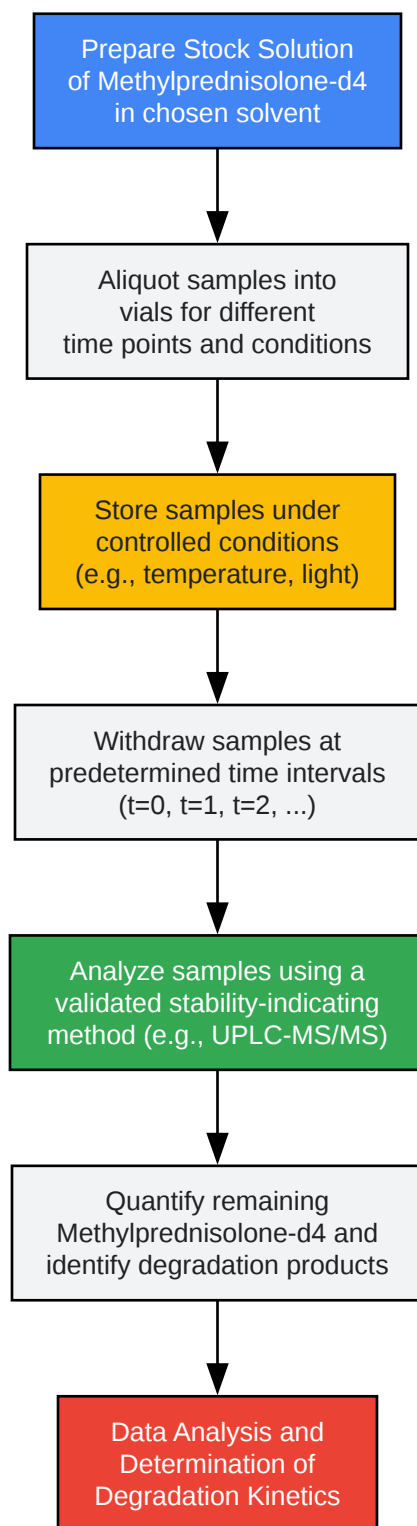 Prepare Stock Solution
of Methylprednisolone-d4
in chosen solvent
Aliquot samples into
vials for different
time points and conditions
Store samples under
controlled conditions
(e.g., temperature, light)
Withdraw samples at
predetermined time intervals
(t=0, t=1, t=2, ...)
Analyze samples using a
validated stability-indicating
method (e.g., UPLC-MS/MS)
Quantify remaining
Methylprednisolone-d4 and
identify degradation products
Data Analysis and
Determination of
Degradation Kinetics